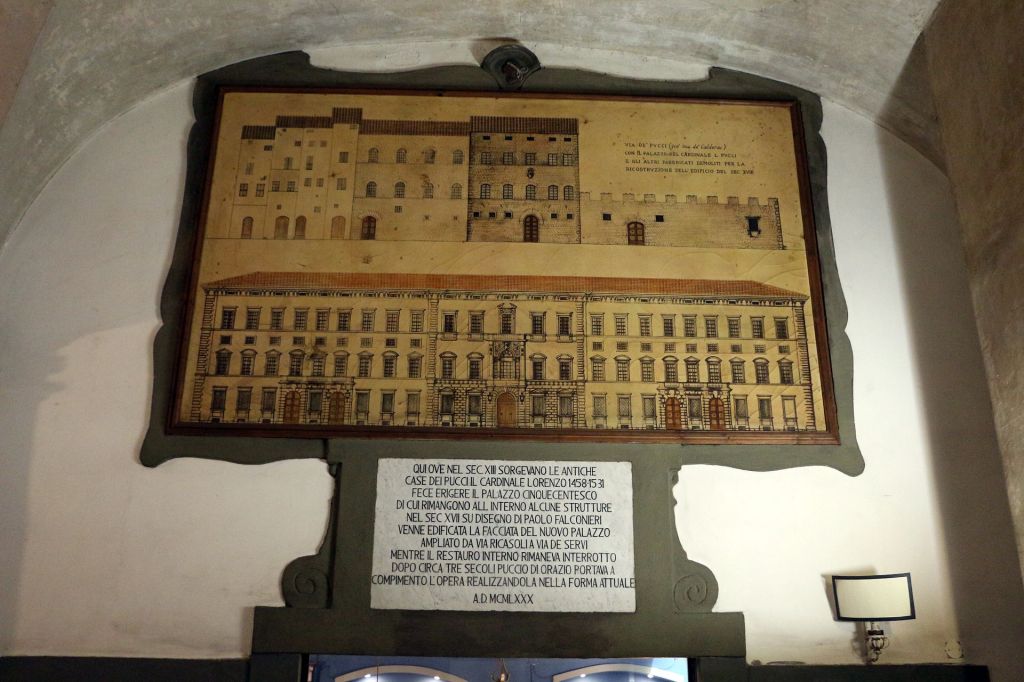 VIA DE' PUCCI (già via de' Calderai)
CON IL PALAZZO DEL CARDINALE L. PUCCI
E GLI ALTRI FABBRICATI DEMOLITI PER LA
RICOSTRUZIONE DELL'EDIFICIO DEL SEC XVII
QUI OVE NEL SEC. XIII SORGEVANO LE ANTICHE
CASE DEI PUCCI IL CARDINALE LORENZO 1458-1531
FECE ERIGERE IL PALAZZO CINQUECENTESCO
DI CUI RIMANGONO ALL INTERNO ALCUNE STRUTTURE
NEL SEC XVII SU DISEGNO DI PAOLO FALCONIERI
VENNE EDIFICATA LA FACCIATA DEL NUOVO PALAZZO
AMPLIATO DA VIA RICASOLI A VIA DE SERVI
MENTRE IL RESTAURO INTERNO RIMANEVA INTERROTTO
DOPO CIRCA TRE SECOLI PUCCIO DI ORAZIO PORTAVA A
COMPIMENTO L'OPERA REALIZZANDOLA NELLA FORMA ATTUALE
A.D. MCMLXXX